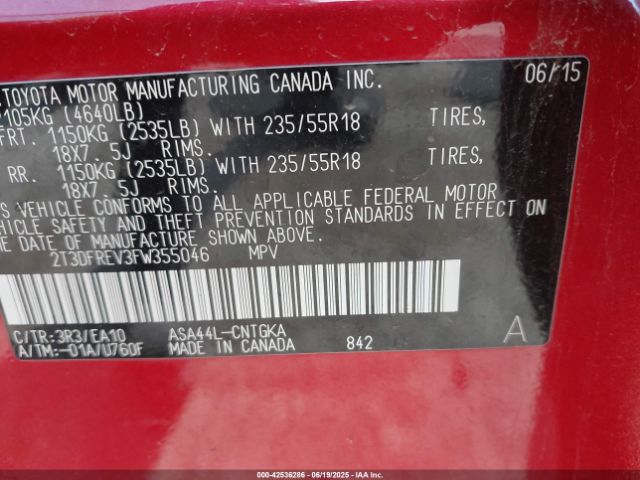 TOYOTA MOTOR MANUFACTURING CANADA INC. 06/15
2105KG (4640LB)
FRT. 1150KG (2535LB) WITH 235/55R18 TIRES,
18X7. 5J RIMS.
RR. 1150KG (2535LB) WITH 235/55R18 TIRES,
18X7. 5J RIMS.
S VEHICLE CONFORMS TO ALL APPLICABLE FEDERAL MOTOR
VEHICLE SAFETY AND THEFT PREVENTION STANDARDS IN EFFECT ON
THE DATE OF MANUFACTURE SHOWN ABOVE.
2T3DFREV3FW355046 MPV
C/TR:3R3/EA10 ASA44L-CNTGKA A
A/TM:-01A/U760F MADE IN CANADA 842
000-42536286 - 06/19/2025 - IAA Inc.